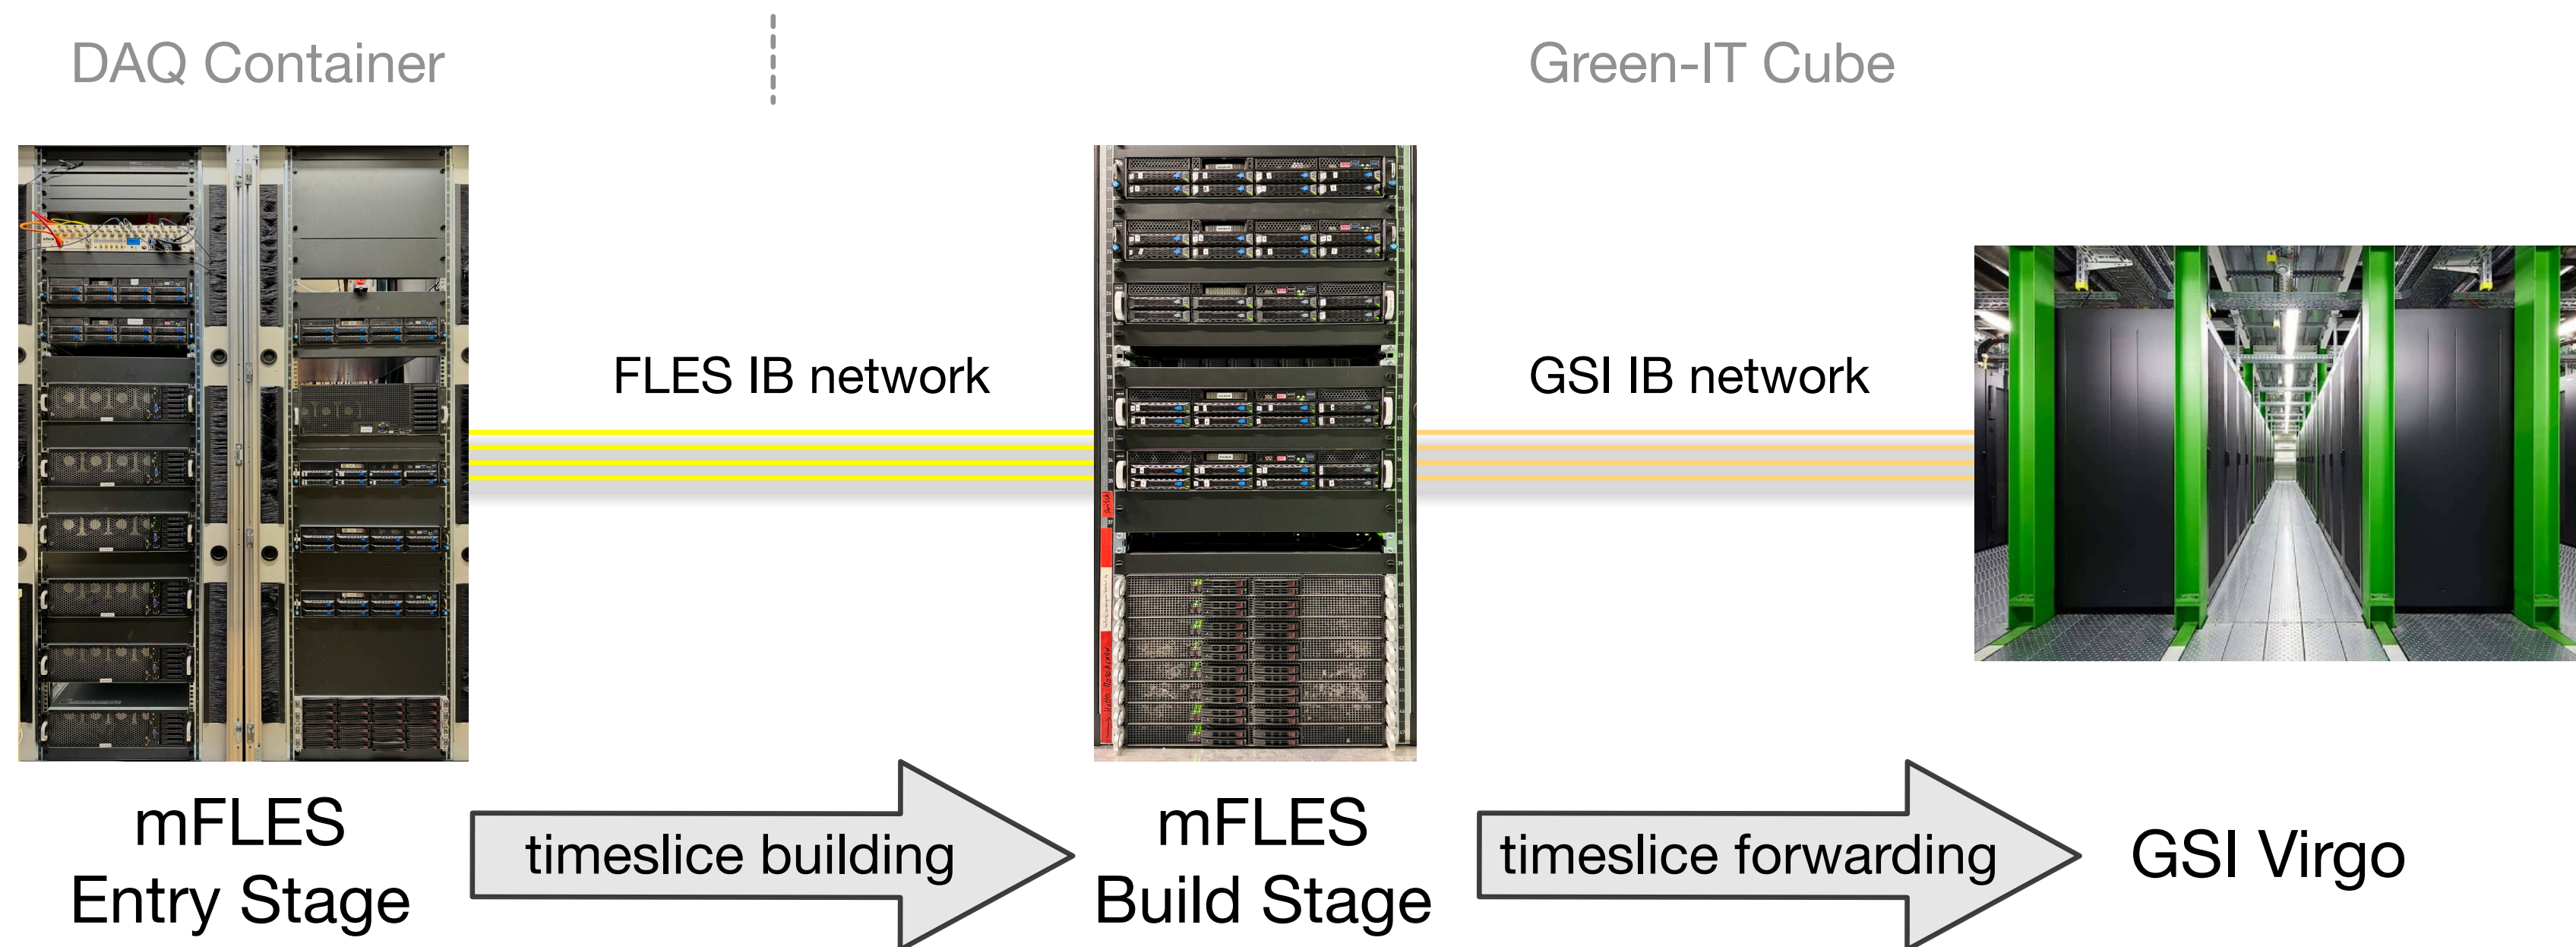 DAQ Container
Green-IT Cube
FLES IB network
GSI IB network
mFLES
Entry Stage
timeslice building
mFLES
Build Stage
timeslice forwarding
GSI Virgo